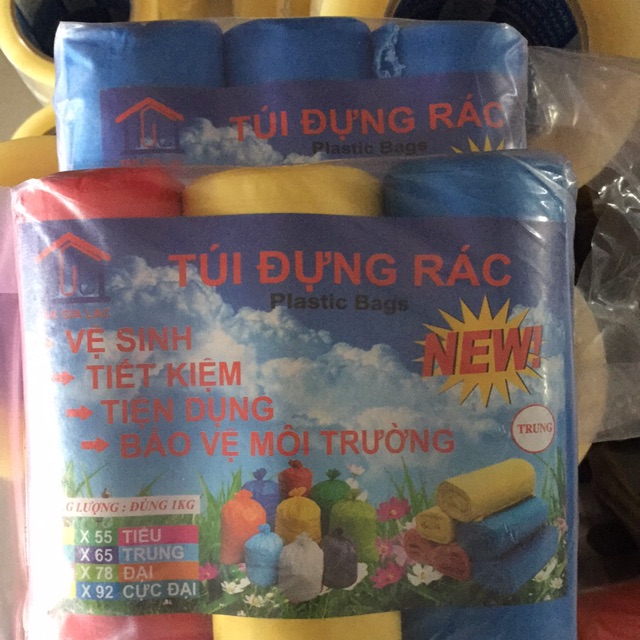 TÚI ĐỰNG RÁC
Plastic Bags
TÚI ĐỰNG RÁC
Plastic Bags
VỆ SINH
TIẾT KIỆM
TIỆN DỤNG
BẢO VỆ MÔI TRƯỜNG
NEW!
TRUNG
G LƯỢNG : ĐÚNG 1KG
X 55 TIỂU
X 65 TRUNG
X 78 ĐẠI
X 92 CỰC ĐẠI